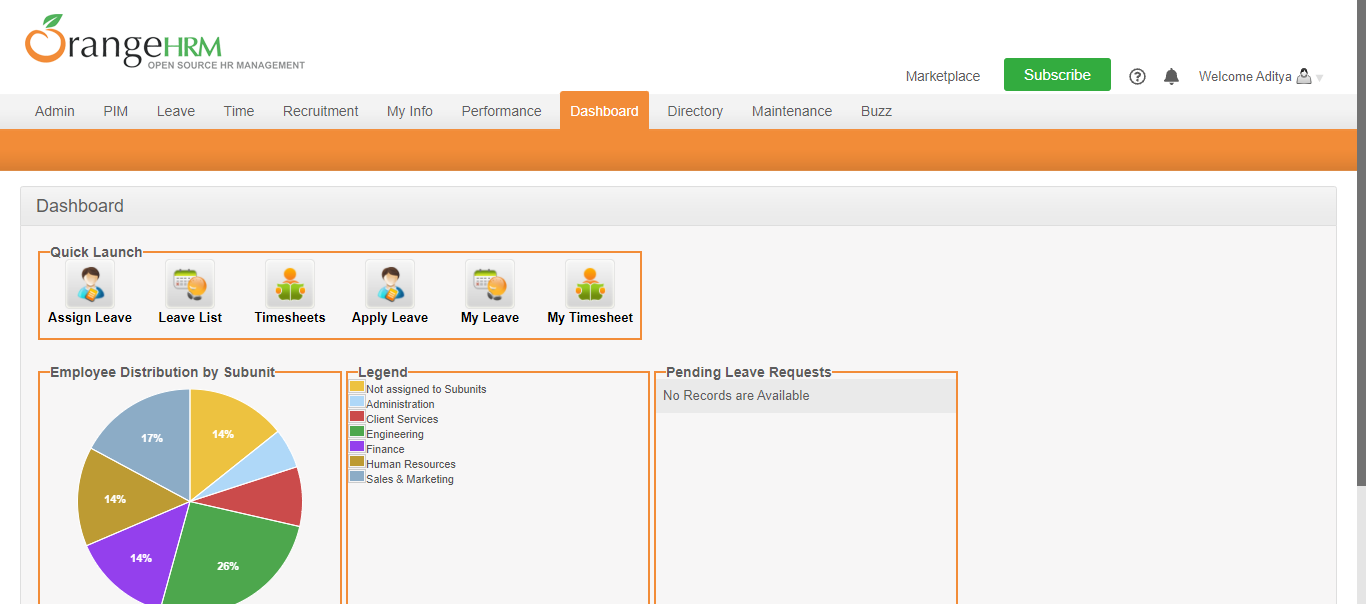 OrangeHRM
OPEN SOURCE HR MANAGEMENT
Marketplace Subscribe ? Welcome Aditya
Admin PIM Leave Time Recruitment My Info Performance Dashboard Directory Maintenance Buzz
Dashboard
Quick Launch
Assign Leave Leave List Timesheets Apply Leave My Leave My Timesheet
Employee Distribution by Subunit
14%
17%
14%
14%
26%
Legend
Not assigned to Subunits
Administration
Client Services
Engineering
Finance
Human Resources
Sales & Marketing
Pending Leave Requests
No Records are Available